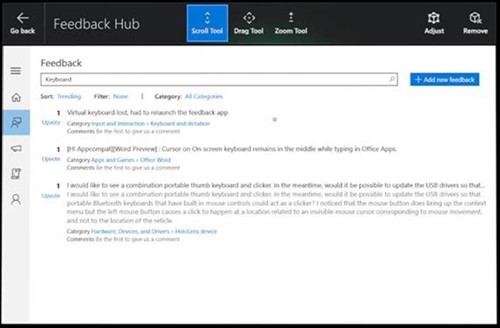 Go back
Feedback Hub
Scroll Tool
Drag Tool
Zoom Tool
Adjust
Remove
Feedback
Keyboard
+ Add new feedback
Sort: Trending Filter: None | Category: All Categories
1 Virtual keyboard lost, had to relaunch the feedback app
Upvote Category Input and Interaction > Keyboard and dictation
Comments Be the first to give us a comment
1 [HI Appcompat][Word Preview] : Cursor on On screen keyboard remains in the middle while typing in Office Apps.
Upvote Category Apps and Games > Office Word
Comments Be the first to give us a comment
1 I would like to see a combination portable thumb keyboard and clicker. In the meantime, would it be possible to update the USB drivers so that...
Upvote I would like to see a combination portable thumb keyboard and clicker. In the meantime, would it be possible to update the USB drivers so that
portable Bluetooth keyboards that have built in mouse controls could act as a clicker? I noticed that the mouse button does bring up the context
menu but the left mouse button causes a click to happen at a location related to an invisible mouse cursor corresponding to mouse movement,
and not to the location of the reticle.
Category Hardware, Devices, and Drivers > HoloLens device
Comments Be the first to give us a comment